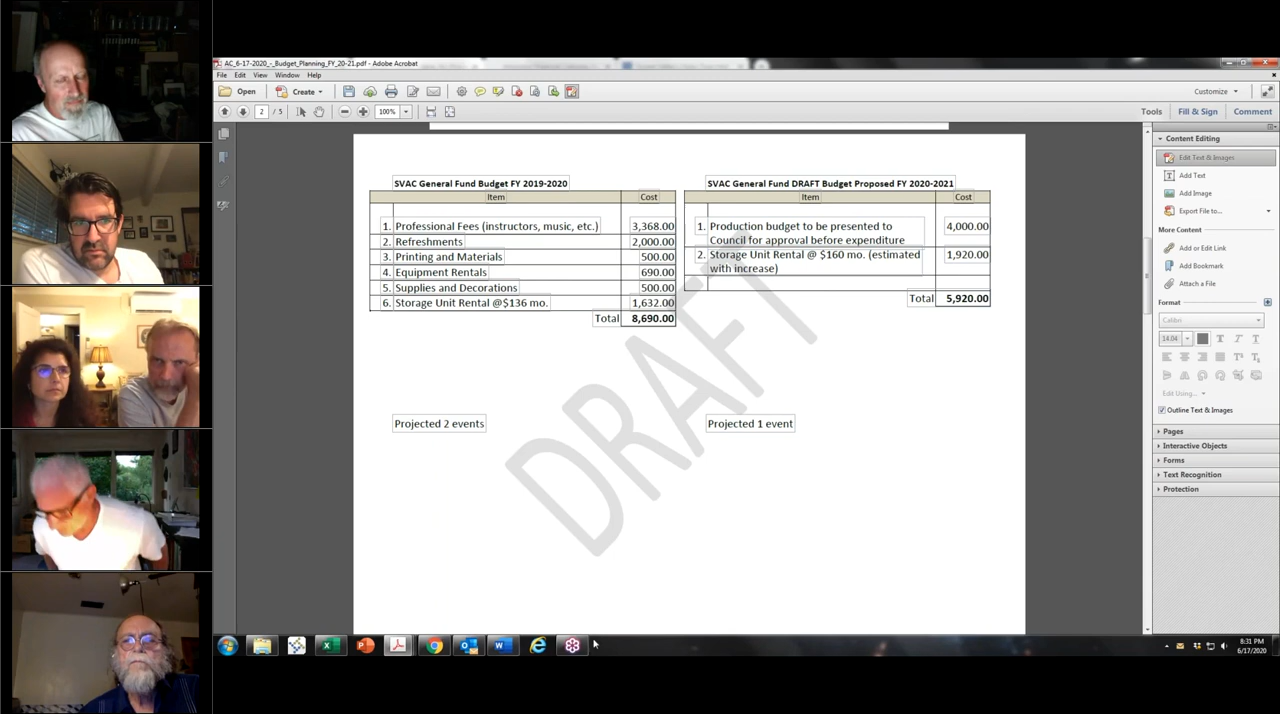 AC_6-17-2020_-_Budget_Planning_FY_20-21.pdf - Adobe Acrobat
File Edit View Window Help
Open Create Customize
2 / 5 100% Tools Fill & Sign Comment
SVAC General Fund Budget FY 2019-2020
Item Cost
1. Professional Fees (instructors, music, etc.) 3,368.00
2. Refreshments 2,000.00
3. Printing and Materials 500.00
4. Equipment Rentals 690.00
5. Supplies and Decorations 500.00
6. Storage Unit Rental @$136 mo. 1,632.00
Total 8,690.00
Projected 2 events
SVAC General Fund DRAFT Budget Proposed FY 2020-2021
Item Cost
1. Production budget to be presented to 4,000.00
Council for approval before expenditure
2. Storage Unit Rental @ $160 mo. (estimated 1,920.00
with increase)
Total 5,920.00
Projected 1 event
DRAFT
Content Editing
Edit Text & Images
Add Text
Add Image
Export File to...
More Content
Add or Edit Link
Add Bookmark
Attach a File
Format
Calibri
14.04
Edit Using...
Outline Text & Images
Pages
Interactive Objects
Forms
Text Recognition
Protection
8:31 PM
6/17/2020